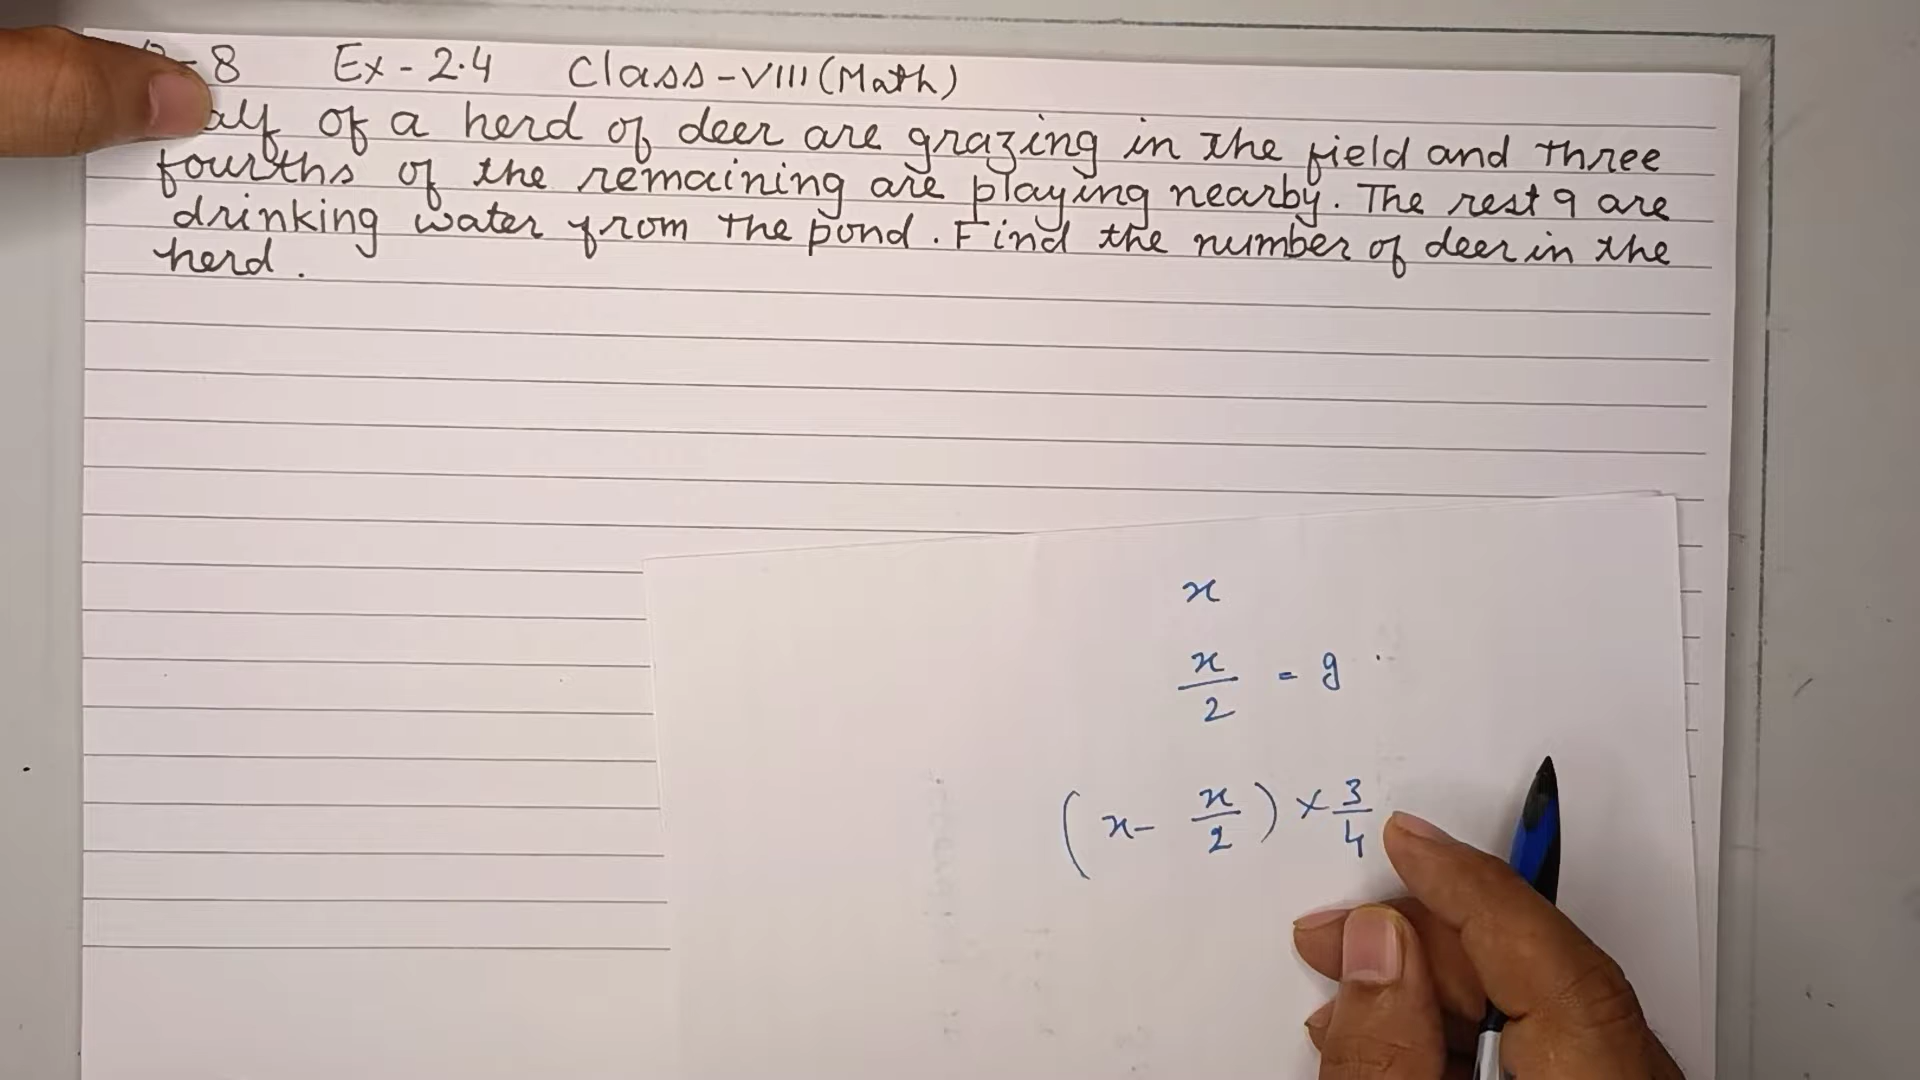 8 Ex-2.4 Class-VIII (Math)
of a herd of deer are grazing in the field and three
fourths of the remaining are playing nearby. The rest 9 are
drinking water from the pond. Find the number of deer in the
herd.
x
x/2 = g
(x - x/2) × 3/4